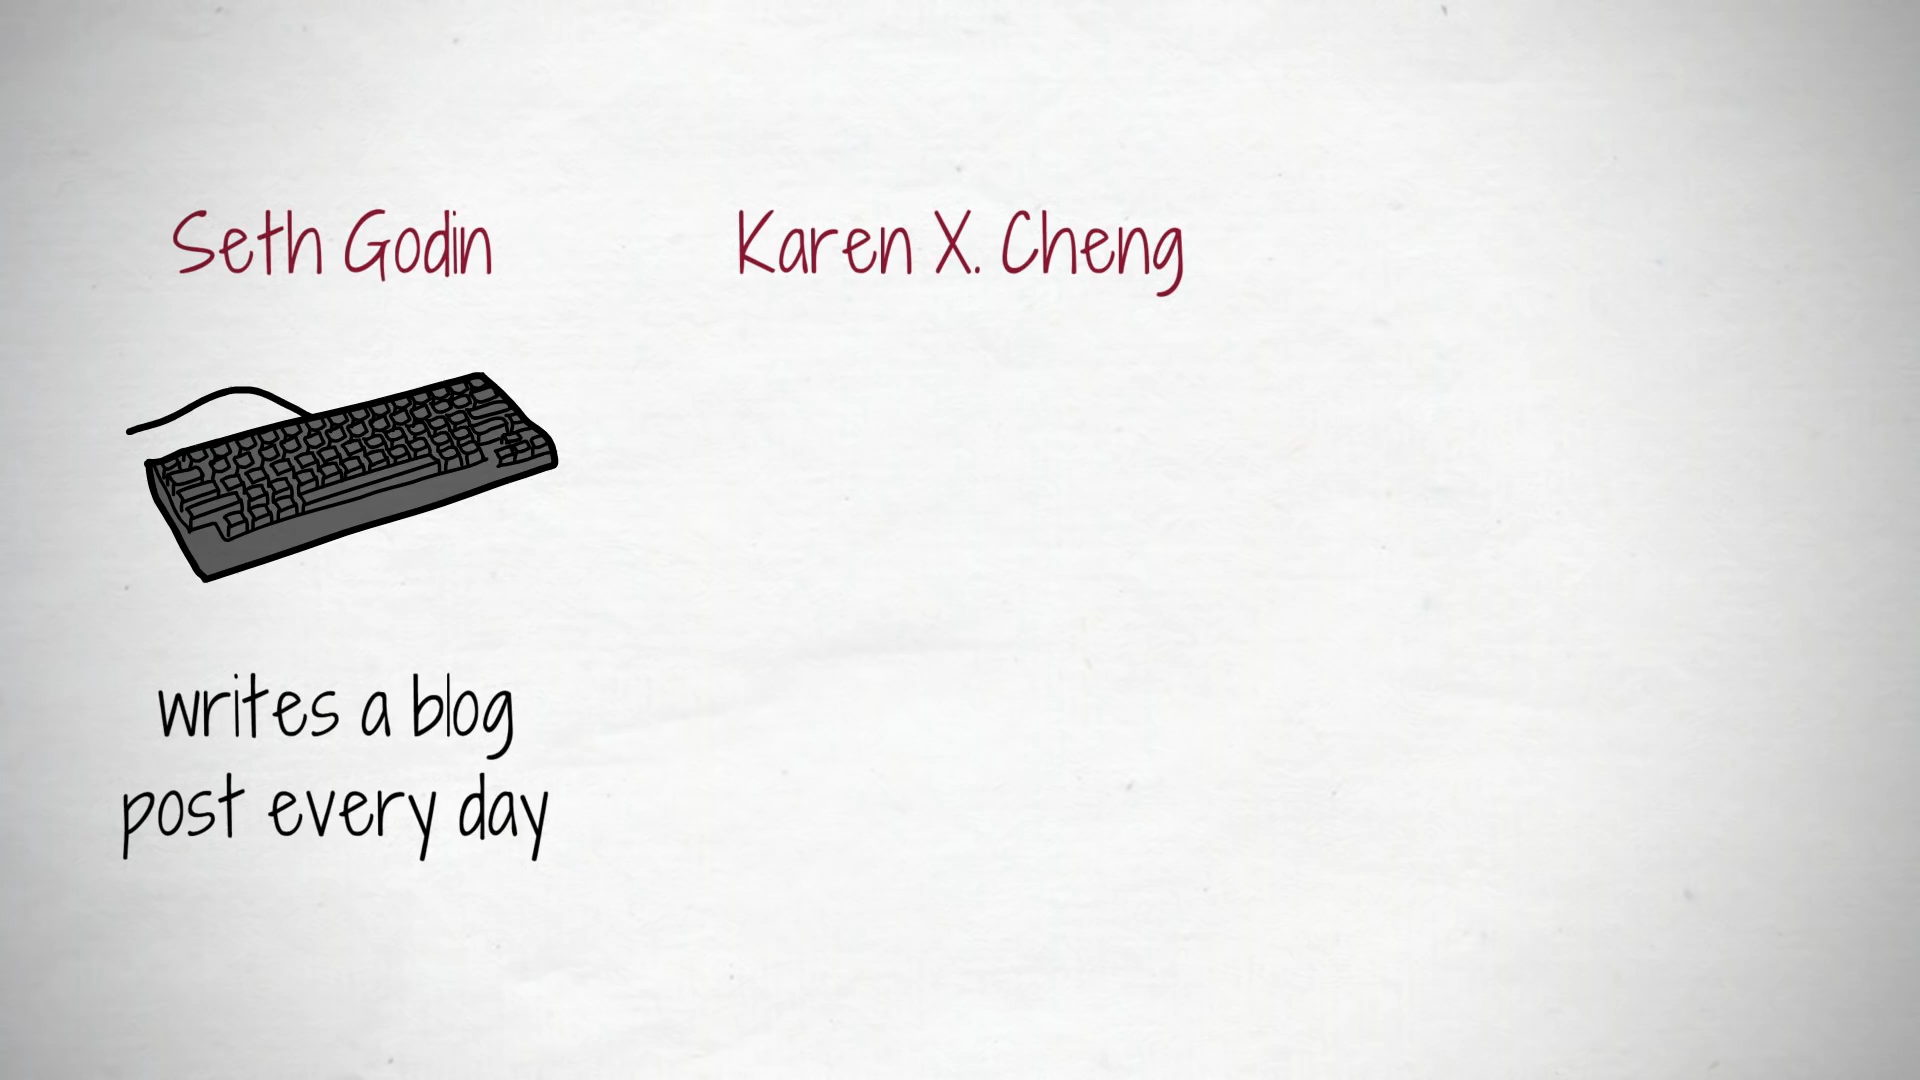 Seth Godin
Karen X. Cheng
writes a blog
post every day